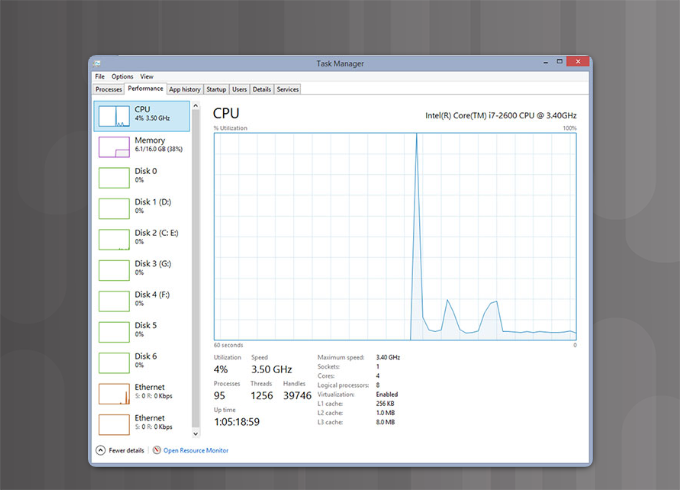 Task Manager
File Options View
Processes Performance App history Startup Users Details Services
CPU
4% 3.50 GHz
Memory
6.1/16.0 GB (38%)
Disk 0
0%
Disk 1 (D:)
0%
Disk 2 (C: E:)
0%
Disk 3 (G:)
0%
Disk 4 (F:)
0%
Disk 5
0%
Disk 6
0%
Ethernet
S: 0 R: 0 Kbps
Ethernet
S: 0 R: 0 Kbps
CPU Intel(R) Core(TM) i7-2600 CPU @ 3.40GHz
% Utilization 100%
60 seconds 0
Utilization Speed
4% 3.50 GHz
Processes Threads Handles
95 1256 39746
Up time
1:05:18:59
Maximum speed: 3.40 GHz
Sockets: 1
Cores: 4
Logical processors: 8
Virtualization: Enabled
L1 cache: 256 KB
L2 cache: 1.0 MB
L3 cache: 8.0 MB
Fewer details Open Resource Monitor